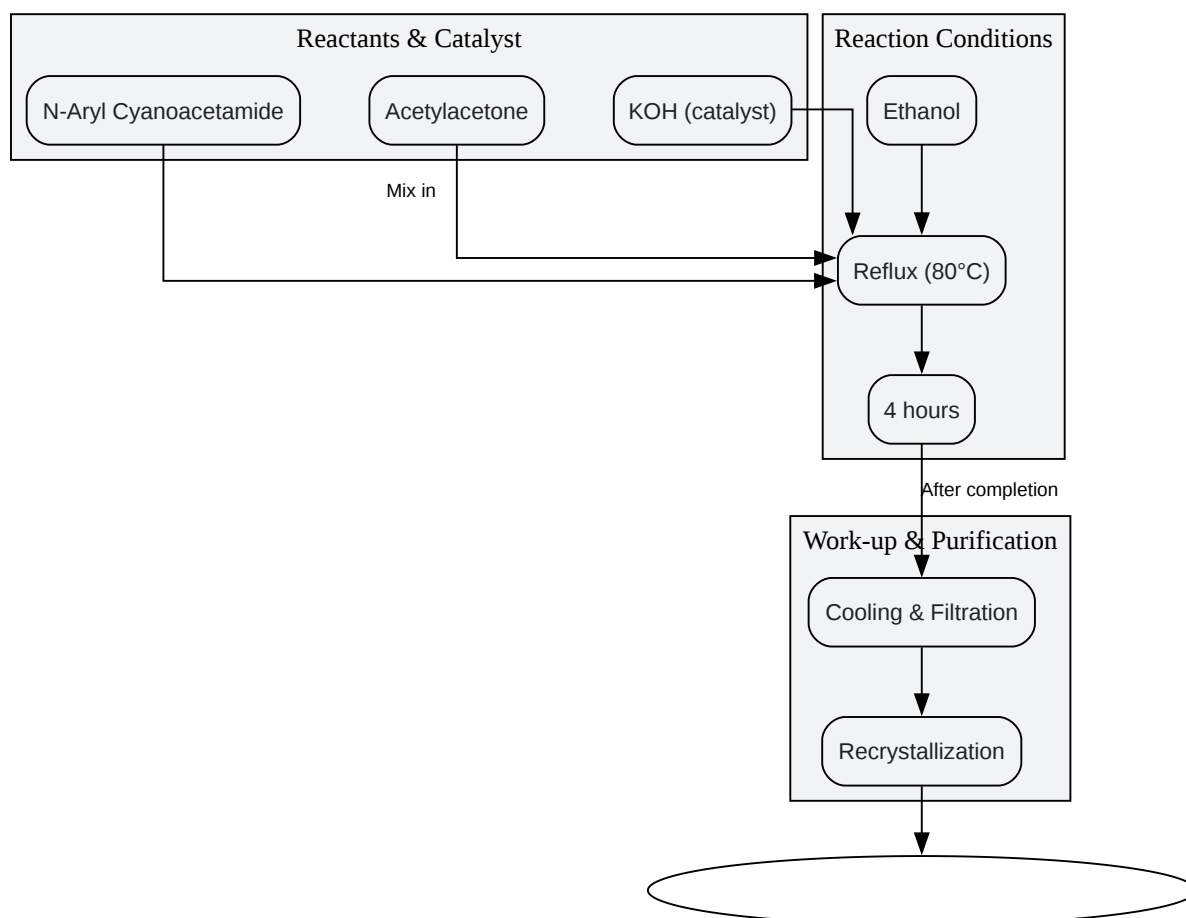 Reactants & Catalyst
Reaction Conditions
N-Aryl Cyanoacetamide
Acetylacetone
KOH (catalyst)
Ethanol
Mix in
Reflux (80°C)
4 hours
After completion
Work-up & Purification
Cooling & Filtration
Recrystallization